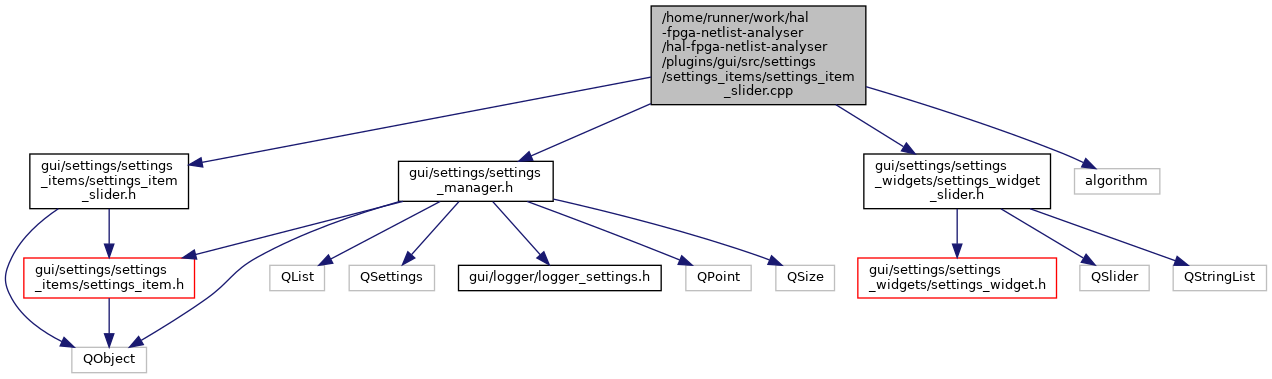 /home/runner/work/hal
-fpga-netlist-analyser
/hal-fpga-netlist-analyser
/plugins/gui/src/settings
/settings_items/settings_item
_slider.cpp
gui/settings/settings
_items/settings_item
_slider.h
gui/settings/settings
_manager.h
gui/settings/settings
_widgets/settings_widget
_slider.h
algorithm
gui/settings/settings
_items/settings_item.h
QList
QSettings
gui/logger/logger_settings.h
QPoint
QSize
gui/settings/settings
_widgets/settings_widget.h
QSlider
QStringList
QObject